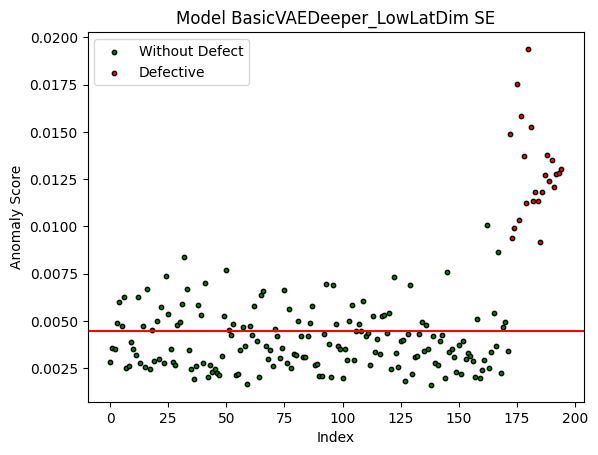 Model BasicVAEDeeper_LowLatDim SE
Without Defect
Defective
Anomaly Score
0.0200
0.0175
0.0150
0.0125
0.0100
0.0075
0.0050
0.0025
0 25 50 75 100 125 150 175 200
Index